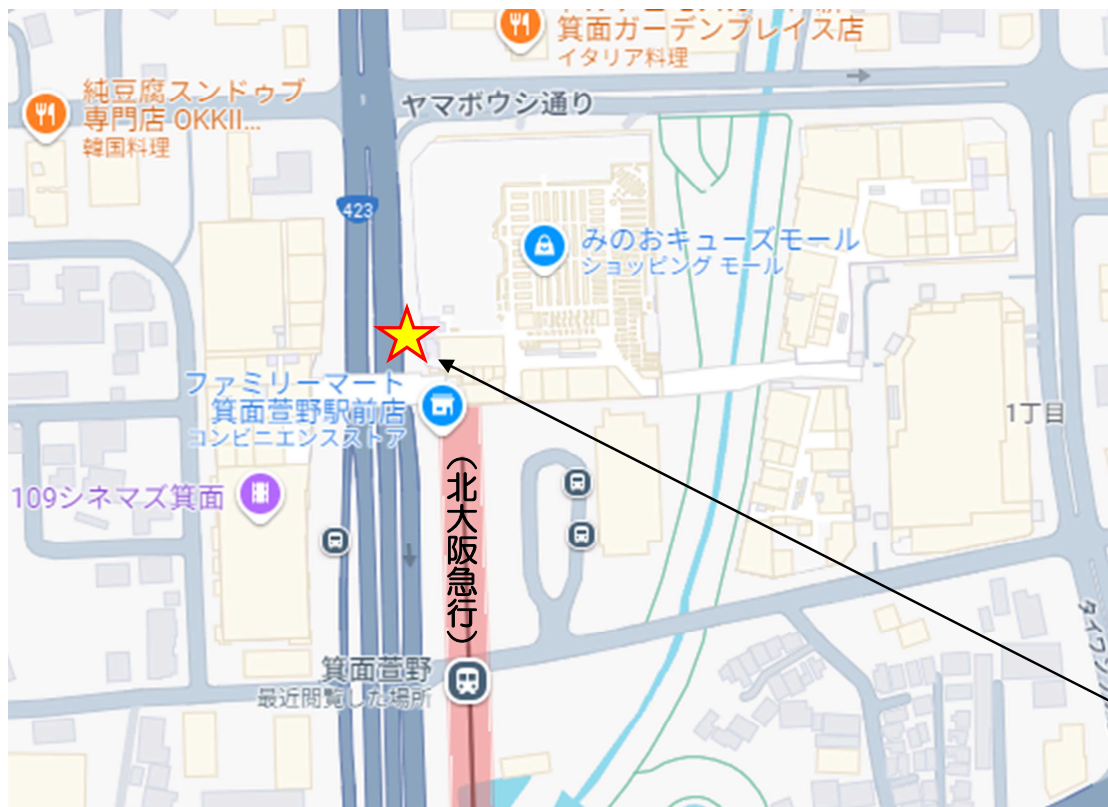 箕面ガーデンプレイス店
イタリア料理
純豆腐スンドゥブ
専門店 OKKII...
韓国料理
ヤマボウシ通り
423
みのおキューズモール
ショッピング モール
ファミリーマート
箕面萱野駅前店
コンビニエンスストア
1丁目
109シネマズ箕面
(北大阪急行)
箕面萱野
最近閲覧した場所
タイワン